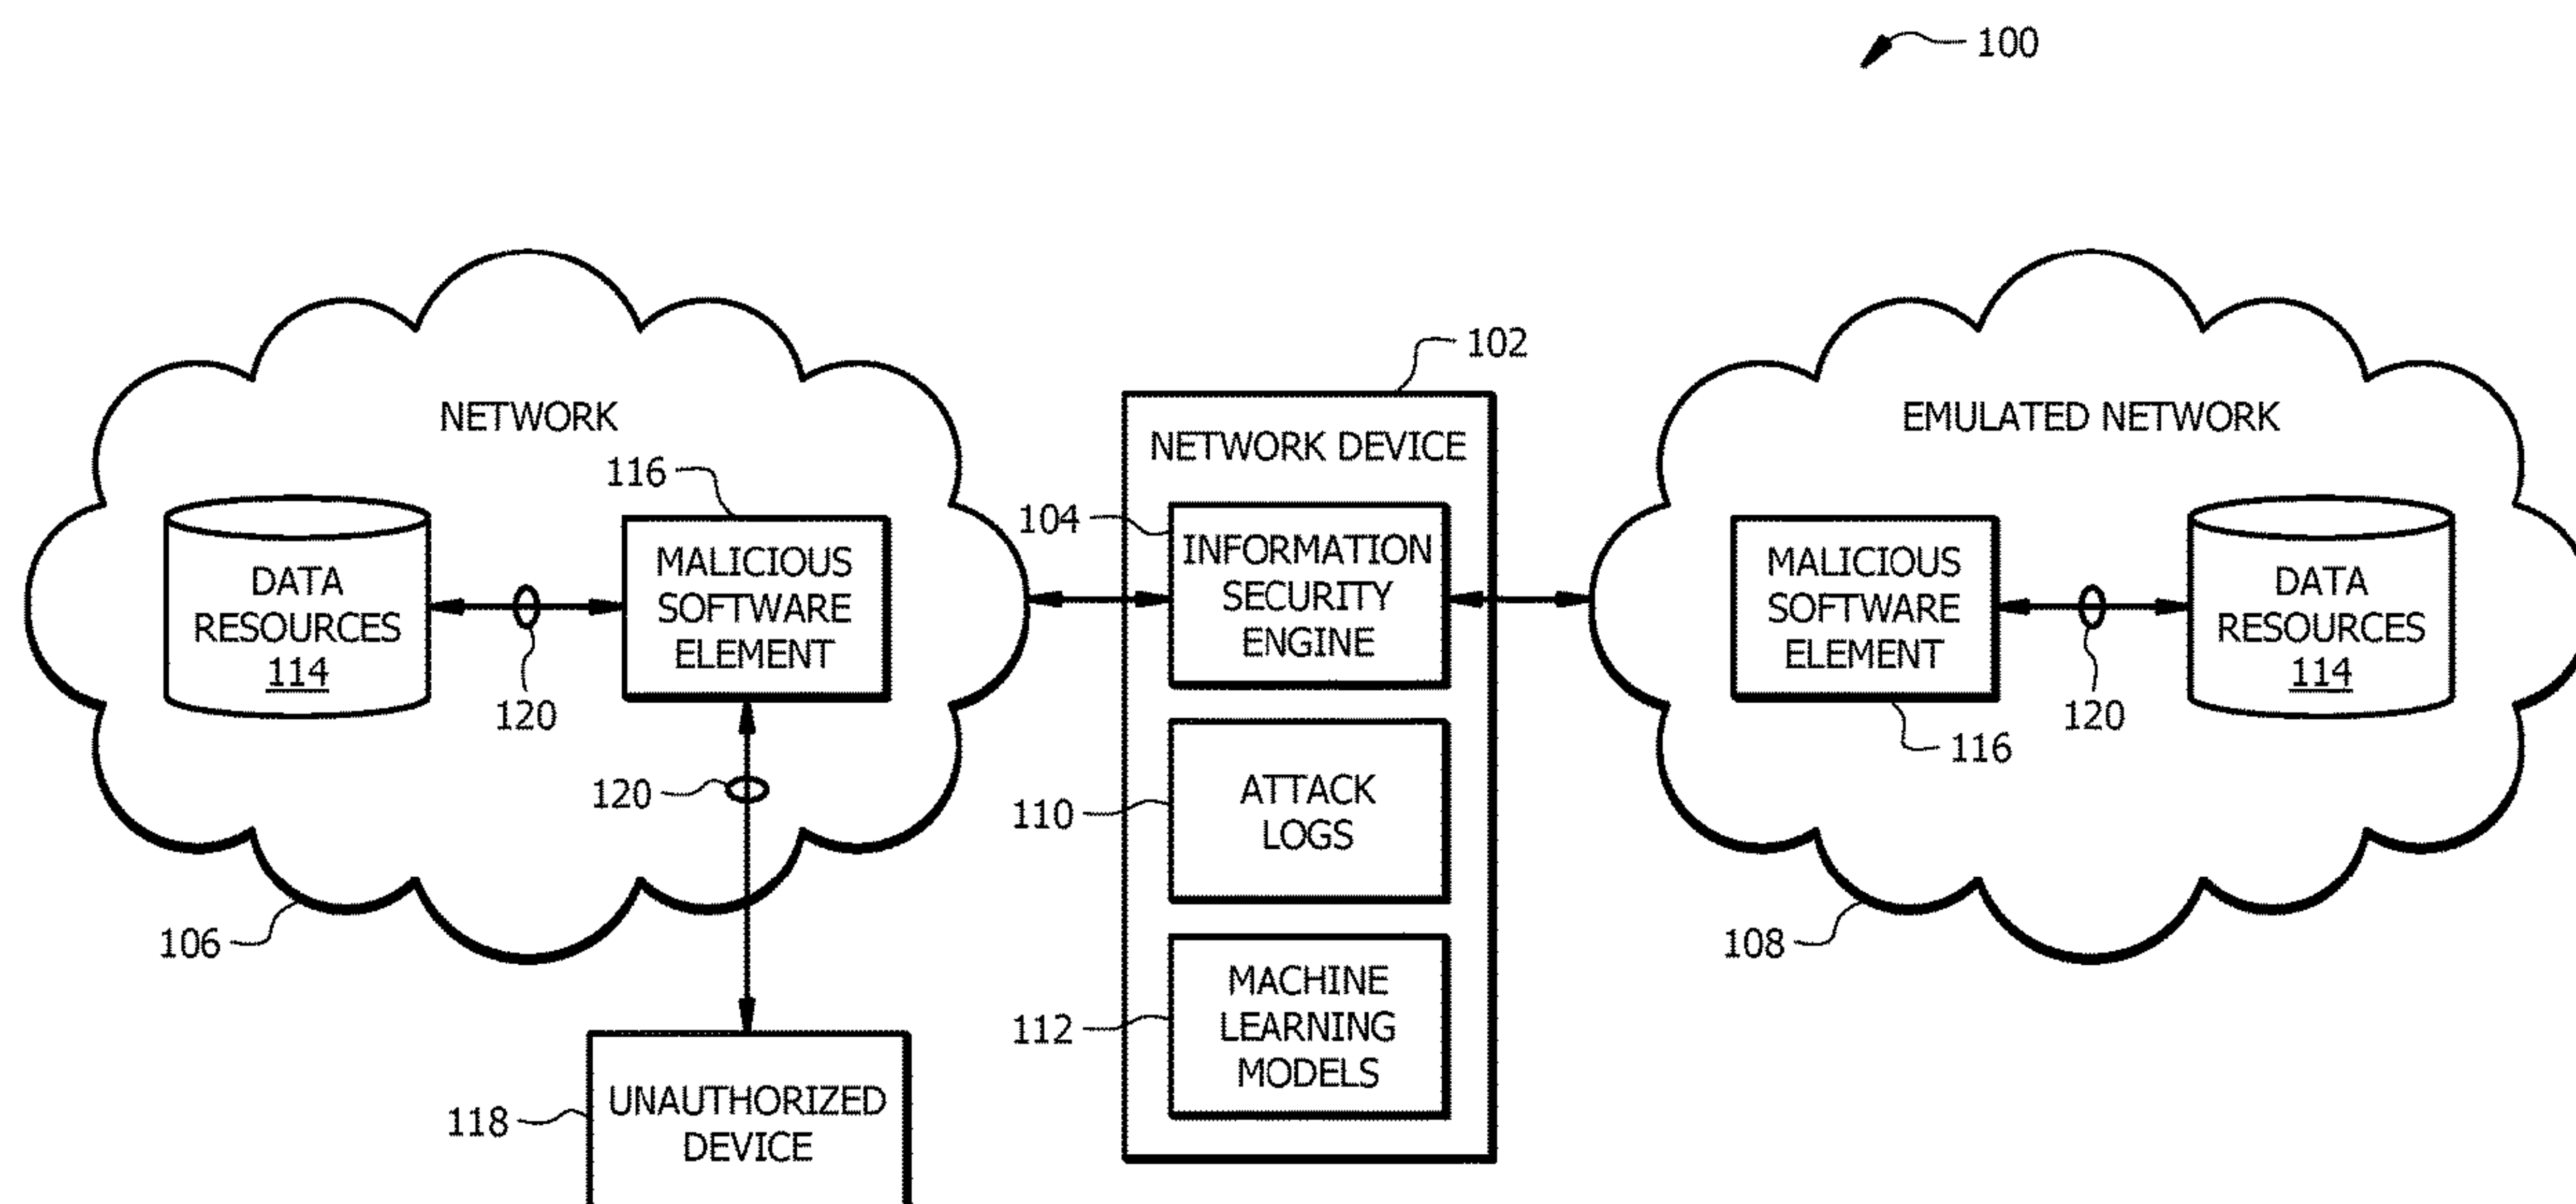 100
NETWORK
116
DATA
RESOURCES
114
120
MALICIOUS
SOFTWARE
ELEMENT
120
106
118
UNAUTHORIZED
DEVICE
102
NETWORK DEVICE
104
INFORMATION
SECURITY
ENGINE
110
ATTACK
LOGS
112
MACHINE
LEARNING
MODELS
EMULATED NETWORK
MALICIOUS
SOFTWARE
ELEMENT
116
120
DATA
RESOURCES
114
108